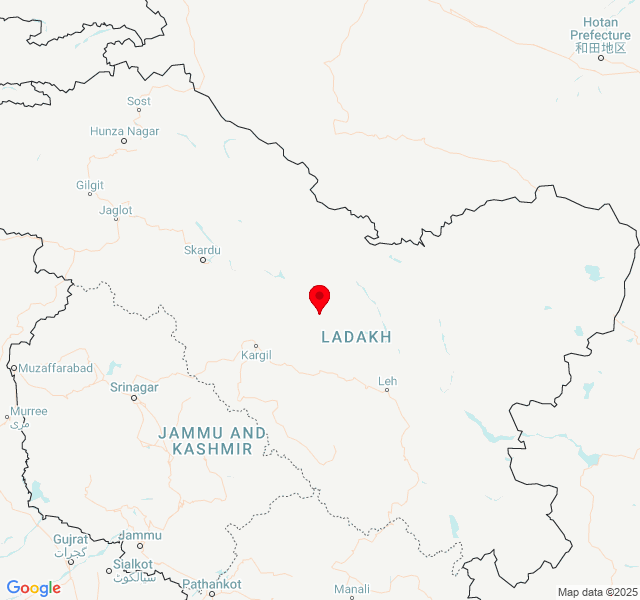 Hotan
Prefecture
和田地区
Sost
Hunza Nagar
Gilgit
Jaglot
Skardu
LADAKH
Kargil
Leh
Muzaffarabad
Srinagar
Murree
مری
JAMMU AND
KASHMIR
Gujrat
گجرات
Jammu
Sialkot
سیالکوٹ
Pathankot
Manali
Google
Map data ©2025